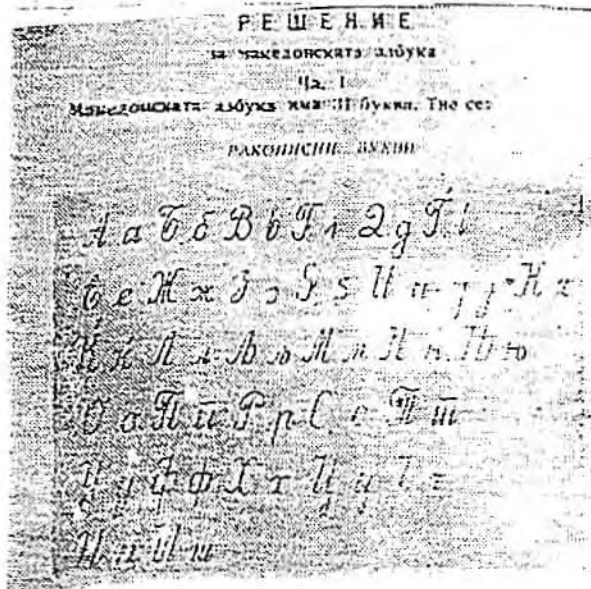 РЕШЕНИЕ
за македонската азбука
Чл. 1
Македонската азбука има 31 буква. Тие се:
РАКОПИСНИ БУКВИ
А а Б б В в Г г Д д Ѓ ѓ
Е е Ж ж З з Ѕ ѕ И и Ј ј К к
Ќ ќ Л л Љ љ М м Н н Њ њ
О о П п Р р С с Т т
У у Ф ф Х х Ц ц Џ џ
Ч ч Ш ш